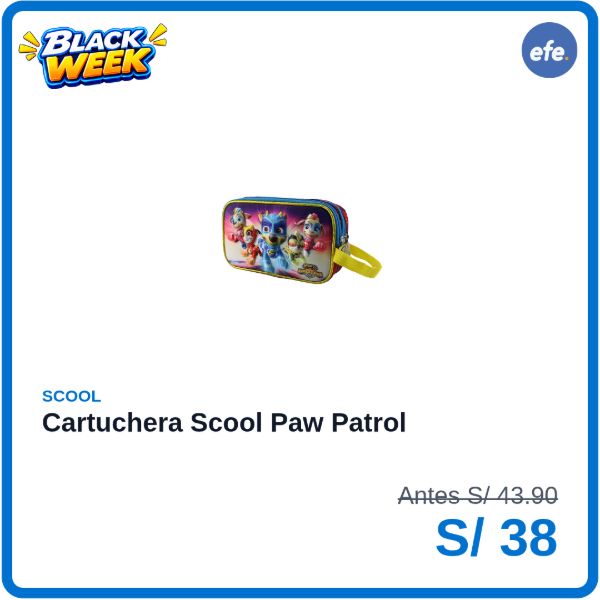 BLACK
WEEK
efe.
SCOOL
Cartuchera Scool Paw Patrol
Antes S/ 43.90
S/ 38